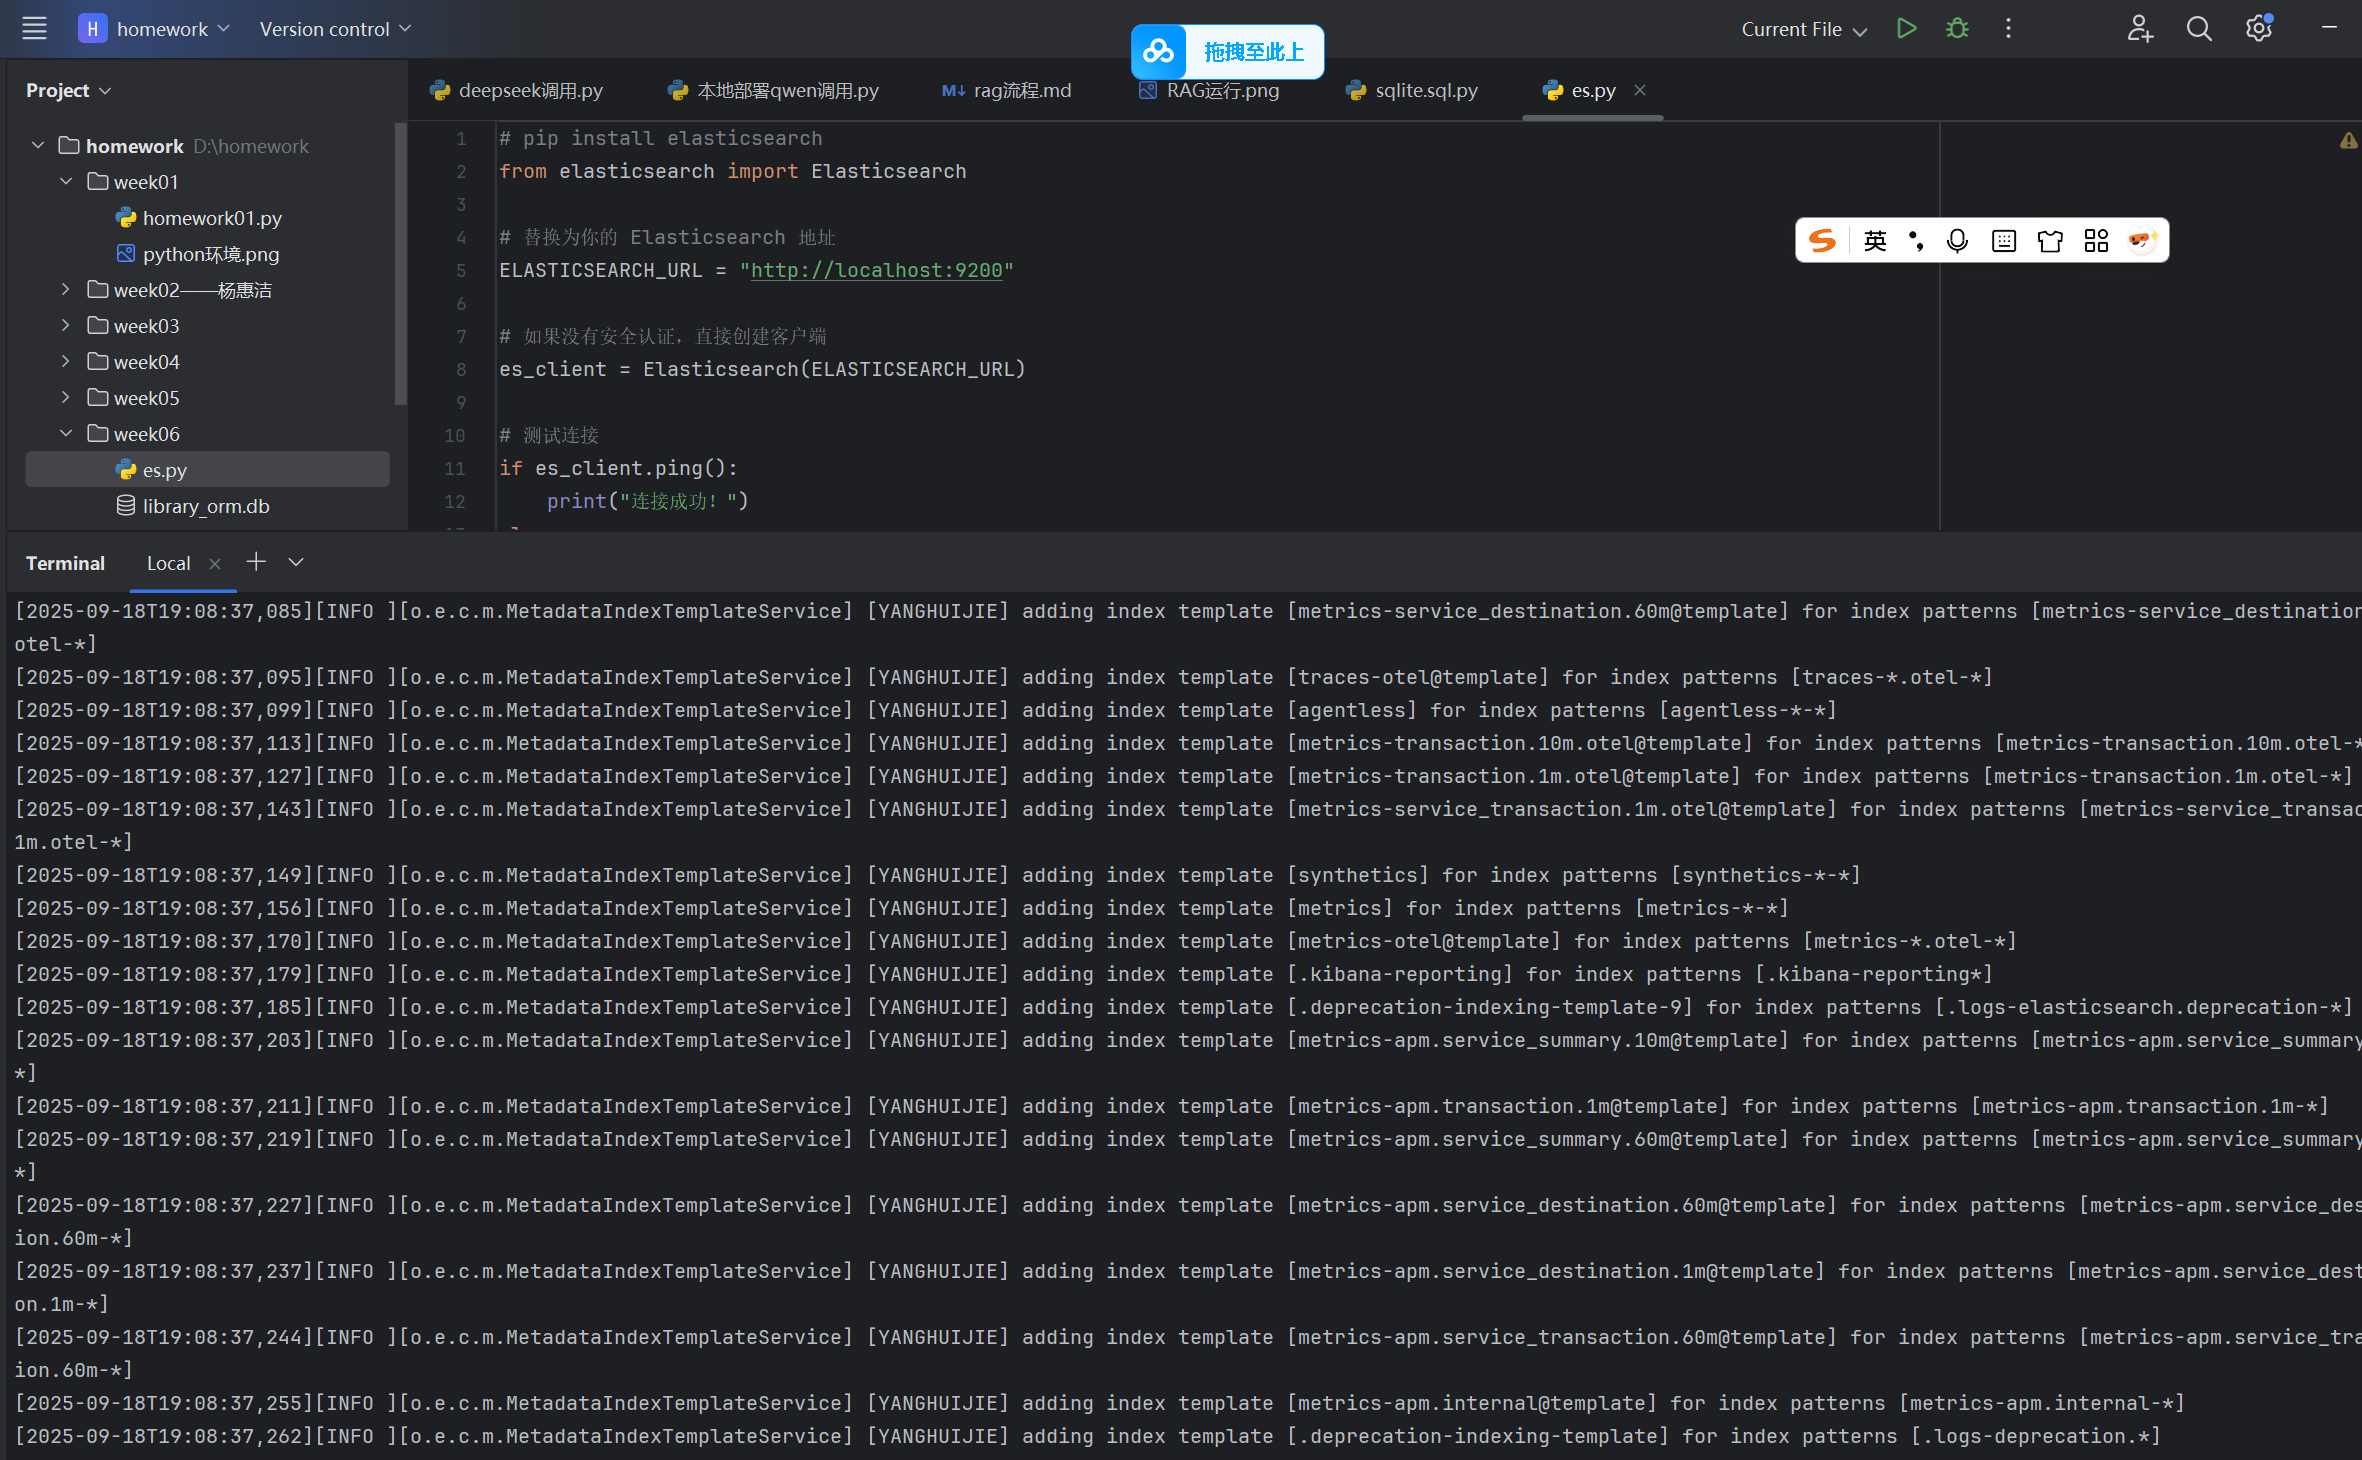 H homework Version control Current File
拖拽至此上
Project
deepseek调用.py 本地部署qwen调用.py M↓ rag流程.md RAG运行.png sqlite.sql.py es.py
homework D:\homework
week01
homework01.py
python环境.png
week02——杨惠洁
week03
week04
week05
week06
es.py
library_orm.db
1 # pip install elasticsearch
2 from elasticsearch import Elasticsearch
3
4 # 替换为你的 Elasticsearch 地址
5 ELASTICSEARCH_URL = "http://localhost:9200"
6
7 # 如果没有安全认证，直接创建客户端
8 es_client = Elasticsearch(ELASTICSEARCH_URL)
9
10 # 测试连接
11 if es_client.ping():
12 print("连接成功！")
英
Terminal Local
[2025-09-18T19:08:37,085][INFO ][o.e.c.m.MetadataIndexTemplateService] [YANGHUIJIE] adding index template [metrics-service_destination.60m@template] for index patterns [metrics-service_destination
otel-*]
[2025-09-18T19:08:37,095][INFO ][o.e.c.m.MetadataIndexTemplateService] [YANGHUIJIE] adding index template [traces-otel@template] for index patterns [traces-*.otel-*]
[2025-09-18T19:08:37,099][INFO ][o.e.c.m.MetadataIndexTemplateService] [YANGHUIJIE] adding index template [agentless] for index patterns [agentless-*-*]
[2025-09-18T19:08:37,113][INFO ][o.e.c.m.MetadataIndexTemplateService] [YANGHUIJIE] adding index template [metrics-transaction.10m.otel@template] for index patterns [metrics-transaction.10m.otel-*
[2025-09-18T19:08:37,127][INFO ][o.e.c.m.MetadataIndexTemplateService] [YANGHUIJIE] adding index template [metrics-transaction.1m.otel@template] for index patterns [metrics-transaction.1m.otel-*]
[2025-09-18T19:08:37,143][INFO ][o.e.c.m.MetadataIndexTemplateService] [YANGHUIJIE] adding index template [metrics-service_transaction.1m.otel@template] for index patterns [metrics-service_transac
1m.otel-*]
[2025-09-18T19:08:37,149][INFO ][o.e.c.m.MetadataIndexTemplateService] [YANGHUIJIE] adding index template [synthetics] for index patterns [synthetics-*-*]
[2025-09-18T19:08:37,156][INFO ][o.e.c.m.MetadataIndexTemplateService] [YANGHUIJIE] adding index template [metrics] for index patterns [metrics-*-*]
[2025-09-18T19:08:37,170][INFO ][o.e.c.m.MetadataIndexTemplateService] [YANGHUIJIE] adding index template [metrics-otel@template] for index patterns [metrics-*.otel-*]
[2025-09-18T19:08:37,179][INFO ][o.e.c.m.MetadataIndexTemplateService] [YANGHUIJIE] adding index template [.kibana-reporting] for index patterns [.kibana-reporting*]
[2025-09-18T19:08:37,185][INFO ][o.e.c.m.MetadataIndexTemplateService] [YANGHUIJIE] adding index template [.deprecation-indexing-template-9] for index patterns [.logs-elasticsearch.deprecation-*]
[2025-09-18T19:08:37,203][INFO ][o.e.c.m.MetadataIndexTemplateService] [YANGHUIJIE] adding index template [metrics-apm.service_summary.10m@template] for index patterns [metrics-apm.service_summary
*]
[2025-09-18T19:08:37,211][INFO ][o.e.c.m.MetadataIndexTemplateService] [YANGHUIJIE] adding index template [metrics-apm.transaction.1m@template] for index patterns [metrics-apm.transaction.1m-*]
[2025-09-18T19:08:37,219][INFO ][o.e.c.m.MetadataIndexTemplateService] [YANGHUIJIE] adding index template [metrics-apm.service_summary.60m@template] for index patterns [metrics-apm.service_summary
*]
[2025-09-18T19:08:37,227][INFO ][o.e.c.m.MetadataIndexTemplateService] [YANGHUIJIE] adding index template [metrics-apm.service_destination.60m@template] for index patterns [metrics-apm.service_des
ion.60m-*]
[2025-09-18T19:08:37,237][INFO ][o.e.c.m.MetadataIndexTemplateService] [YANGHUIJIE] adding index template [metrics-apm.service_destination.1m@template] for index patterns [metrics-apm.service_dest
on.1m-*]
[2025-09-18T19:08:37,244][INFO ][o.e.c.m.MetadataIndexTemplateService] [YANGHUIJIE] adding index template [metrics-apm.service_transaction.60m@template] for index patterns [metrics-apm.service_tra
ion.60m-*]
[2025-09-18T19:08:37,255][INFO ][o.e.c.m.MetadataIndexTemplateService] [YANGHUIJIE] adding index template [metrics-apm.internal@template] for index patterns [metrics-apm.internal-*]
[2025-09-18T19:08:37,262][INFO ][o.e.c.m.MetadataIndexTemplateService] [YANGHUIJIE] adding index template [.deprecation-indexing-template] for index patterns [.logs-deprecation.*]